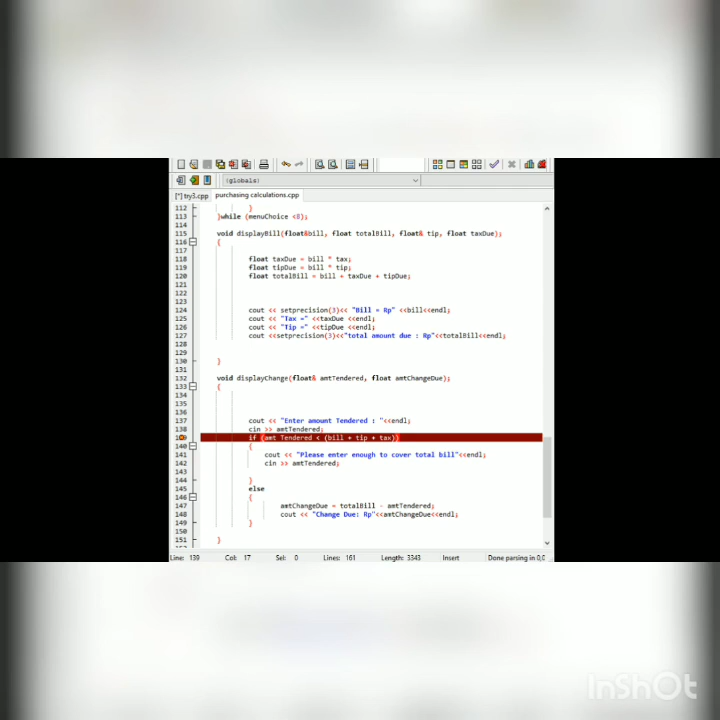 (globals)
[*] try3.cpp purchasing calculations.cpp
112 }
113 }while (menuChoice <8);
114
115 void displayBill(float&bill, float totalBill, float& tip, float taxDue);
116 {
117
118 float taxDue = bill * tax;
119 float tipDue = bill * tip;
120 float totalBill = bill + taxDue + tipDue;
121
122
123
124 cout << setprecision(3)<< "Bill = Rp" <<bill<<endl;
125 cout << "Tax =" <<taxDue <<endl;
126 cout << "Tip =" <<tipDue <<endl;
127 cout <<setprecision(3)<<"total amount due : Rp"<<totalBill<<endl;
128
129
130 }
131
132 void displayChange(float& amtTendered, float amtChangeDue);
133 {
134
135
136
137 cout << "Enter amount Tendered : "<<endl;
138 cin >> amtTendered;
139 if (amt Tendered < (bill + tip + tax))
140 {
141 cout << "Please enter enough to cover total bill"<<endl;
142 cin >> amtTendered;
143
144 }
145 else
146 {
147 amtChangeDue = totalBill - amtTendered;
148 cout << "Change Due: Rp"<<amtChangeDue<<endl;
149 }
150
151 }
Line: 139 Col: 17 Sel: 0 Lines: 161 Length: 3343 Insert Done parsing in 0,0
InShOt